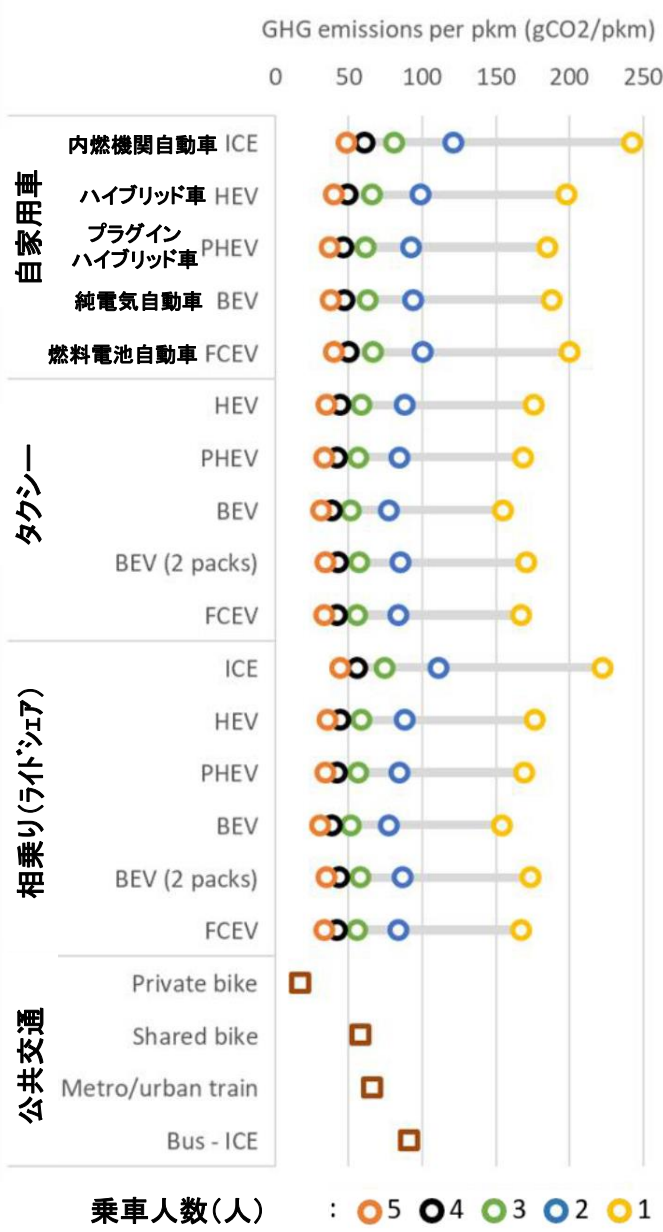 GHG emissions per pkm (gCO2/pkm)
0 50 100 150 200 250
自家用車
内燃機関自動車 ICE
ハイブリッド車 HEV
プラグイン
ハイブリッド車 PHEV
純電気自動車 BEV
燃料電池自動車 FCEV
タクシー
HEV
PHEV
BEV
BEV (2 packs)
FCEV
相乗り(ライドシェア)
ICE
HEV
PHEV
BEV
BEV (2 packs)
FCEV
公共交通
Private bike
Shared bike
Metro/urban train
Bus - ICE
乗車人数(人) : 5 4 3 2 1